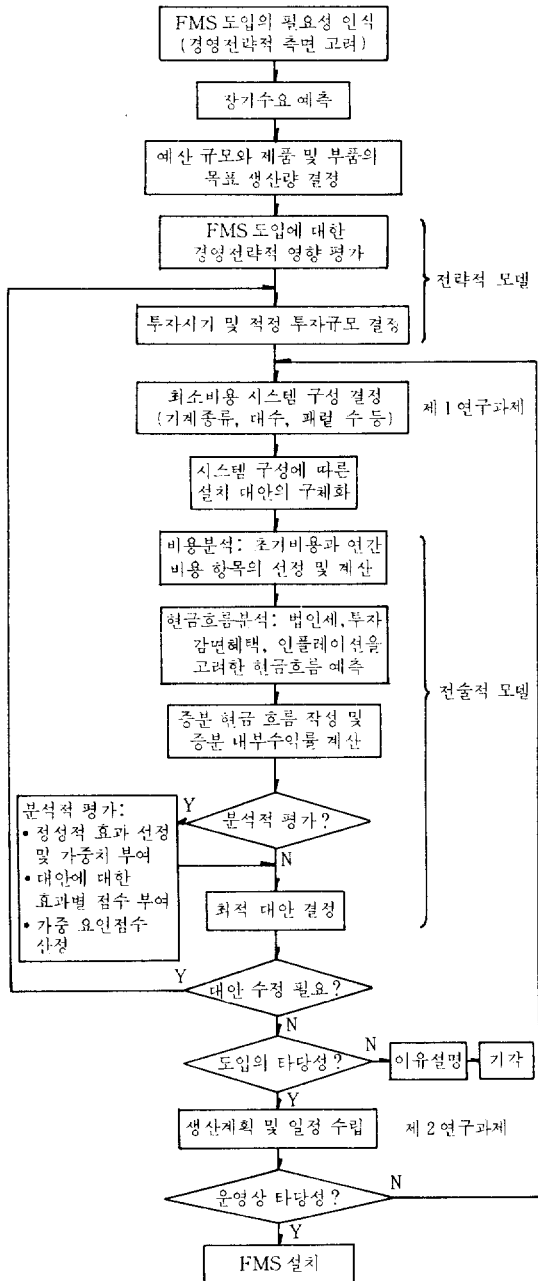 FMS 도입의 필요성 인식
(경영전략적 측면 고려)
장기수요 예측
예산 규모와 제품 및 부품의
목표 생산량 결정
FMS 도입에 대한
경영전략적 영향 평가
전략적 모델
투자시기 및 적정 투자규모 결정
최소비용 시스템 구성 결정
(기계종류, 대수, 패렅 수 등)
제 1 연구과제
시스템 구성에 따른
설치 대안의 구체화
비용분석: 초기비용과 연간
비용 항목의 선정 및 계산
현금흐름분석: 법인세, 투자
감면혜택, 인플레이션을
고려한 현금흐름 예측
전술적 모델
증분 현금 흐름 작성 및
증분 내부수익률 계산
분석적 평가?
Y
N
분석적 평가:
• 정성적 효과 선정
및 가중치 부여
• 대안에 대한
효과별 점수 부여
• 가중 요인점수
산정
최적 대안 결정
대안 수정 필요?
Y
N
도입의 타당성?
N
이유설명
기각
Y
생산계획 및 일정 수립
제 2 연구과제
운영상 타당성?
N
Y
FMS 설치